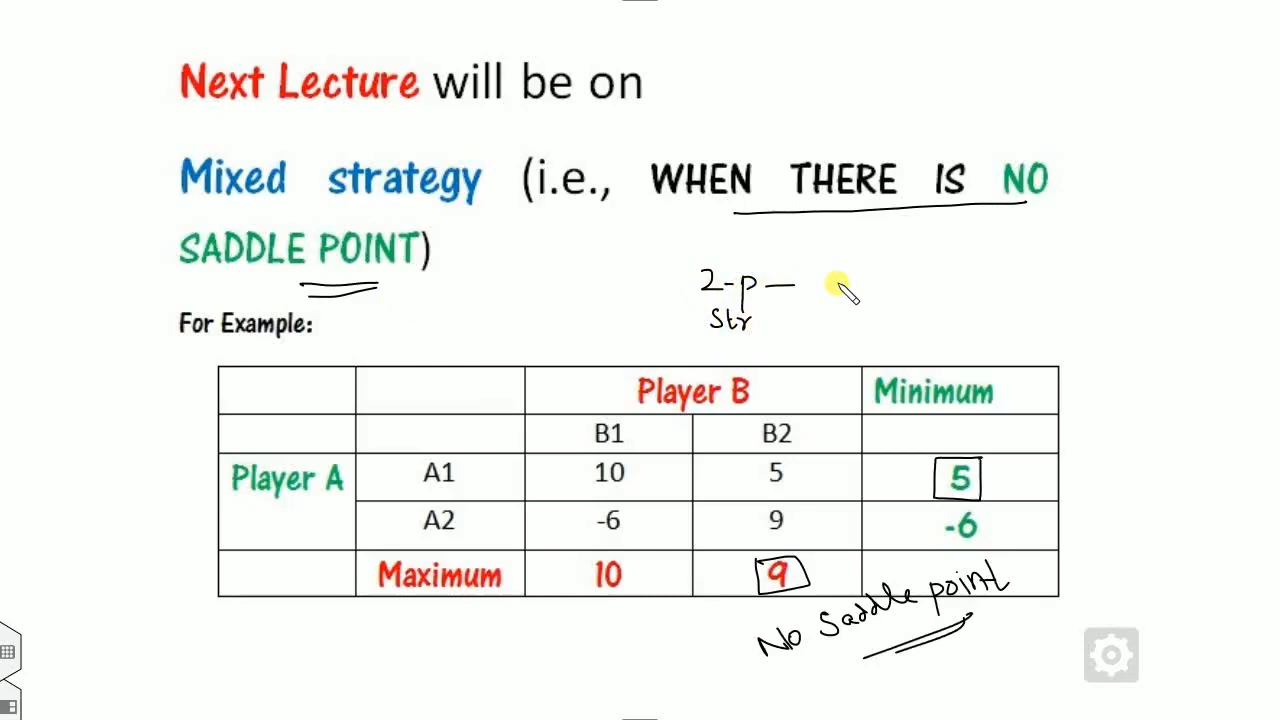 Next Lecture will be on
Mixed strategy (i.e., WHEN THERE IS NO
SADDLE POINT)
2-p —
Str
For Example:
Player B Minimum
B1 B2
Player A A1 10 5 5
A2 -6 9 -6
Maximum 10 9
No Saddle point